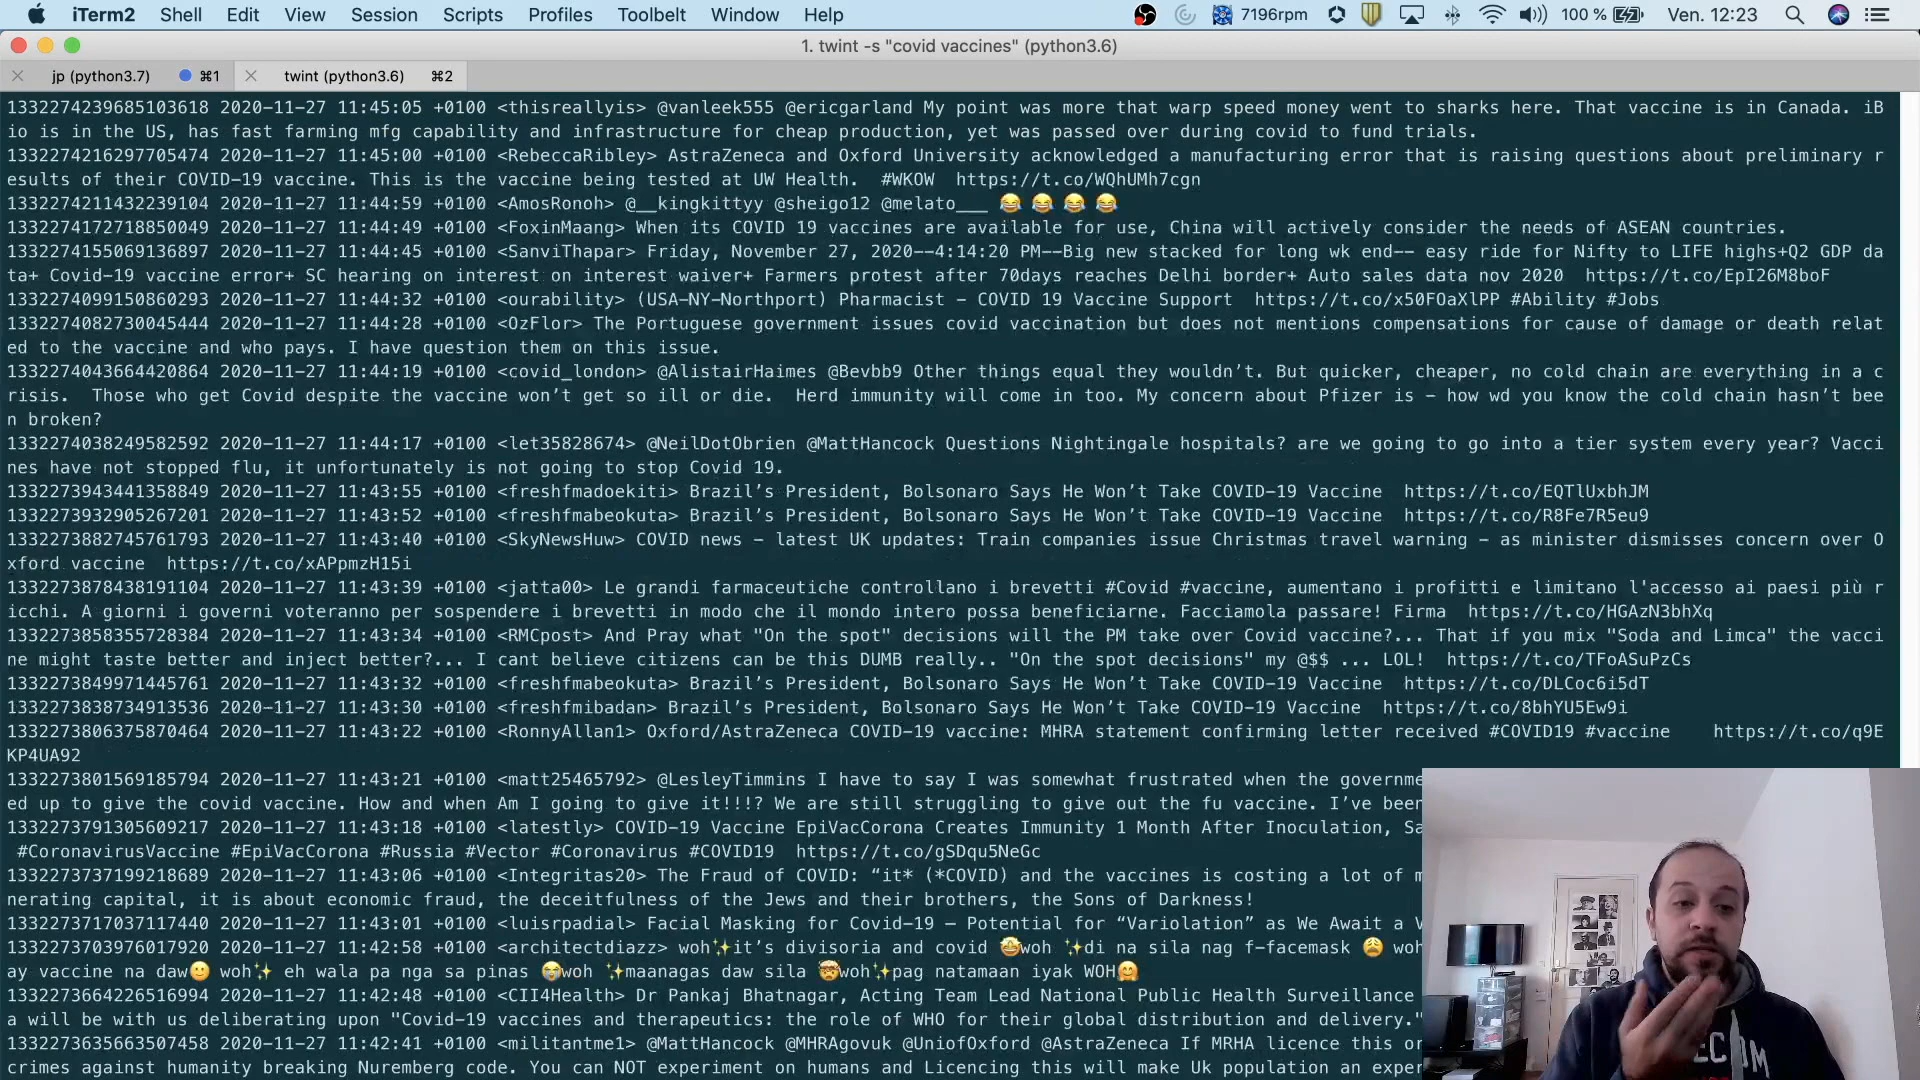 iTerm2 Shell Edit View Session Scripts Profiles Toolbelt Window Help 7196rpm 100 % Ven. 12:23
1. twint -s "covid vaccines" (python3.6)
jp (python3.7) ⌘1 twint (python3.6) ⌘2
1332274239685103618 2020-11-27 11:45:05 +0100 <thisreallyis> @vanleek555 @ericgarland My point was more that warp speed money went to sharks here. That vaccine is in Canada. iB
io is in the US, has fast farming mfg capability and infrastructure for cheap production, yet was passed over during covid to fund trials.
1332274216297705474 2020-11-27 11:45:00 +0100 <RebeccaRibley> AstraZeneca and Oxford University acknowledged a manufacturing error that is raising questions about preliminary r
esults of their COVID-19 vaccine. This is the vaccine being tested at UW Health.  #WKOW  https://t.co/WQhUMh7cgn
1332274211432239104 2020-11-27 11:44:59 +0100 <AmosRonoh> @__kingkittyy @sheigo12 @melato___ 😂 😂 😂 😂
1332274172718850049 2020-11-27 11:44:49 +0100 <FoxinMaang> When its COVID 19 vaccines are available for use, China will actively consider the needs of ASEAN countries.
1332274155069136897 2020-11-27 11:44:45 +0100 <SanviThapar> Friday, November 27, 2020--4:14:20 PM--Big new stacked for long wk end-- easy ride for Nifty to LIFE highs+Q2 GDP da
ta+ Covid-19 vaccine error+ SC hearing on interest on interest waiver+ Farmers protest after 70days reaches Delhi border+ Auto sales data nov 2020  https://t.co/EpI26M8boF
1332274099150860293 2020-11-27 11:44:32 +0100 <ourability> (USA-NY-Northport) Pharmacist - COVID 19 Vaccine Support  https://t.co/x50FOaXlPP #Ability #Jobs
1332274082730045444 2020-11-27 11:44:28 +0100 <OzFlor> The Portuguese government issues covid vaccination but does not mentions compensations for cause of damage or death relat
ed to the vaccine and who pays. I have question them on this issue.
1332274043664420864 2020-11-27 11:44:19 +0100 <covid_london> @AlistairHaimes @Bevbb9 Other things equal they wouldn’t. But quicker, cheaper, no cold chain are everything in a c
risis.  Those who get Covid despite the vaccine won’t get so ill or die.  Herd immunity will come in too. My concern about Pfizer is - how wd you know the cold chain hasn’t bee
n broken?
1332274038249582592 2020-11-27 11:44:17 +0100 <let35828674> @NeilDotObrien @MattHancock Questions Nightingale hospitals? are we going to go into a tier system every year? Vacci
nes have not stopped flu, it unfortunately is not going to stop Covid 19.
1332273943441358849 2020-11-27 11:43:55 +0100 <freshfmadoekiti> Brazil’s President, Bolsonaro Says He Won’t Take COVID-19 Vaccine  https://t.co/EQTlUxbhJM
1332273932905267201 2020-11-27 11:43:52 +0100 <freshfmabeokuta> Brazil’s President, Bolsonaro Says He Won’t Take COVID-19 Vaccine  https://t.co/R8Fe7R5eu9
1332273882745761793 2020-11-27 11:43:40 +0100 <SkyNewsHuw> COVID news - latest UK updates: Train companies issue Christmas travel warning - as minister dismisses concern over O
xford vaccine  https://t.co/xAPpmzH15i
1332273878438191104 2020-11-27 11:43:39 +0100 <jatta00> Le grandi farmaceutiche controllano i brevetti #Covid #vaccine, aumentano i profitti e limitano l'accesso ai paesi più r
icchi. A giorni i governi voteranno per sospendere i brevetti in modo che il mondo intero possa beneficiarne. Facciamola passare! Firma  https://t.co/HGAzN3bhXq
1332273858355728384 2020-11-27 11:43:34 +0100 <RMCpost> And Pray what "On the spot" decisions will the PM take over Covid vaccine?... That if you mix "Soda and Limca" the vacci
ne might taste better and inject better?... I cant believe citizens can be this DUMB really.. "On the spot decisions" my @$$ ... LOL!  https://t.co/TFoASuPzCs
1332273849971445761 2020-11-27 11:43:32 +0100 <freshfmabeokuta> Brazil’s President, Bolsonaro Says He Won’t Take COVID-19 Vaccine  https://t.co/DLCoc6i5dT
1332273838734913536 2020-11-27 11:43:30 +0100 <freshfmibadan> Brazil’s President, Bolsonaro Says He Won’t Take COVID-19 Vaccine  https://t.co/8bhYU5Ew9i
1332273806375870464 2020-11-27 11:43:22 +0100 <RonnyAllan1> Oxford/AstraZeneca COVID-19 vaccine: MHRA statement confirming letter received #COVID19 #vaccine    https://t.co/q9E
KP4UA92
1332273801569185794 2020-11-27 11:43:21 +0100 <matt25465792> @LesleyTimmins I have to say I was somewhat frustrated when the governme
ed up to give the covid vaccine. How and when Am I going to give it!!!? We are still struggling to give out the fu vaccine. I’ve been
1332273791305609217 2020-11-27 11:43:18 +0100 <latestly> COVID-19 Vaccine EpiVacCorona Creates Immunity 1 Month After Inoculation, Sa
#CoronavirusVaccine #EpiVacCorona #Russia #Vector #Coronavirus #COVID19  https://t.co/gSDqu5NeGc
1332273737199218689 2020-11-27 11:43:06 +0100 <Integritas20> The Fraud of COVID: “it* (*COVID) and the vaccines is costing a lot of m
nerating capital, it is about economic fraud, the deceitfulness of the Jews and their brothers, the Sons of Darkness!
1332273717037117440 2020-11-27 11:43:01 +0100 <luisrpadial> Facial Masking for Covid-19 — Potential for “Variolation” as We Await a V
1332273703976017920 2020-11-27 11:42:58 +0100 <architectdiazz> woh✨it’s divisoria and covid 🤩woh ✨di na sila nag f-facemask 😩 woh
ay vaccine na daw🙂 woh✨ eh wala pa nga sa pinas 😭woh ✨maanagas daw sila 🤯woh✨pag natamaan iyak WOH🤗
1332273664226516994 2020-11-27 11:42:48 +0100 <CII4Health> Dr Pankaj Bhatnagar, Acting Team Lead National Public Health Surveillance
a will be with us deliberating upon "Covid-19 vaccines and therapeutics: the role of WHO for their global distribution and delivery."
1332273635663507458 2020-11-27 11:42:41 +0100 <militantme1> @MattHancock @MHRAgovuk @UniofOxford @AstraZeneca If MRHA licence this or
crimes against humanity breaking Nuremberg code. You can NOT experiment on humans and Licencing this will make Uk population an exper